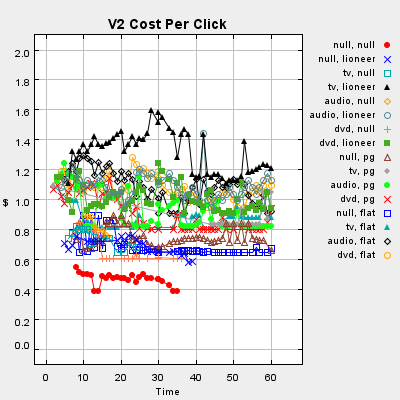 V2 Cost Per Click
2.0
1.8
1.6
1.4
1.2
1.0
0.8
0.6
0.4
0.2
0.0
$
0 10 20 30 40 50 60
Time
null, null
null, lioneer
tv, null
tv, lioneer
audio, null
audio, lioneer
dvd, null
dvd, lioneer
null, pg
tv, pg
audio, pg
dvd, pg
null, flat
tv, flat
audio, flat
dvd, flat